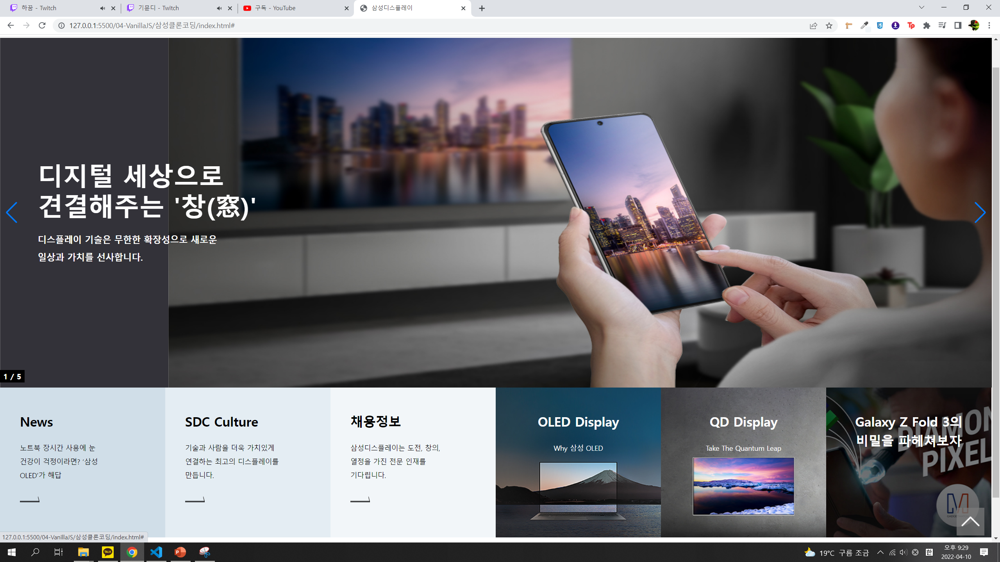 하꿈 - Twitch
기뮨디 - Twitch
구독 - YouTube
삼성디스플레이
127.0.0.1:5500/04-VanillaJS/삼성클론코딩/index.html#
Tp
디지털 세상으로
견결해주는 '창(窓)'
디스플레이 기술은 무한한 확장성으로 새로운
일상과 가치를 선사합니다.
1 / 5
News
노트북 장시간 사용에 눈
건강이 걱정이라면? ‘삼성
OLED’가 해답
SDC Culture
기술과 사람을 더욱 가치있게
연결하는 최고의 디스플레이를
만듭니다.
채용정보
삼성디스플레이는 도전, 창의,
열정을 가진 전문 인재를
기다립니다.
OLED Display
Why 삼성 OLED
QD Display
Take The Quantum Leap
Galaxy Z Fold 3의
비밀을 파헤쳐보자
DIAMON
PIXEL
127.0.0.1:5500/04-VanillaJS/삼성클론코딩/index.html#
TALK
P
19°C 구름 조금
한
오후 9:29
2022-04-10